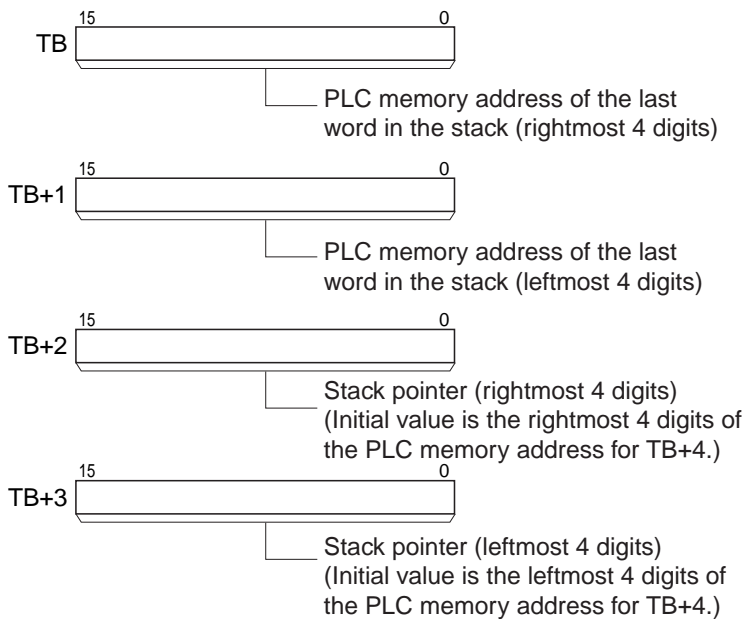 15 0
TB
PLC memory address of the last
word in the stack (rightmost 4 digits)
15 0
TB+1
PLC memory address of the last
word in the stack (leftmost 4 digits)
15 0
TB+2
Stack pointer (rightmost 4 digits)
(Initial value is the rightmost 4 digits of
the PLC memory address for TB+4.)
15 0
TB+3
Stack pointer (leftmost 4 digits)
(Initial value is the leftmost 4 digits of
the PLC memory address for TB+4.)